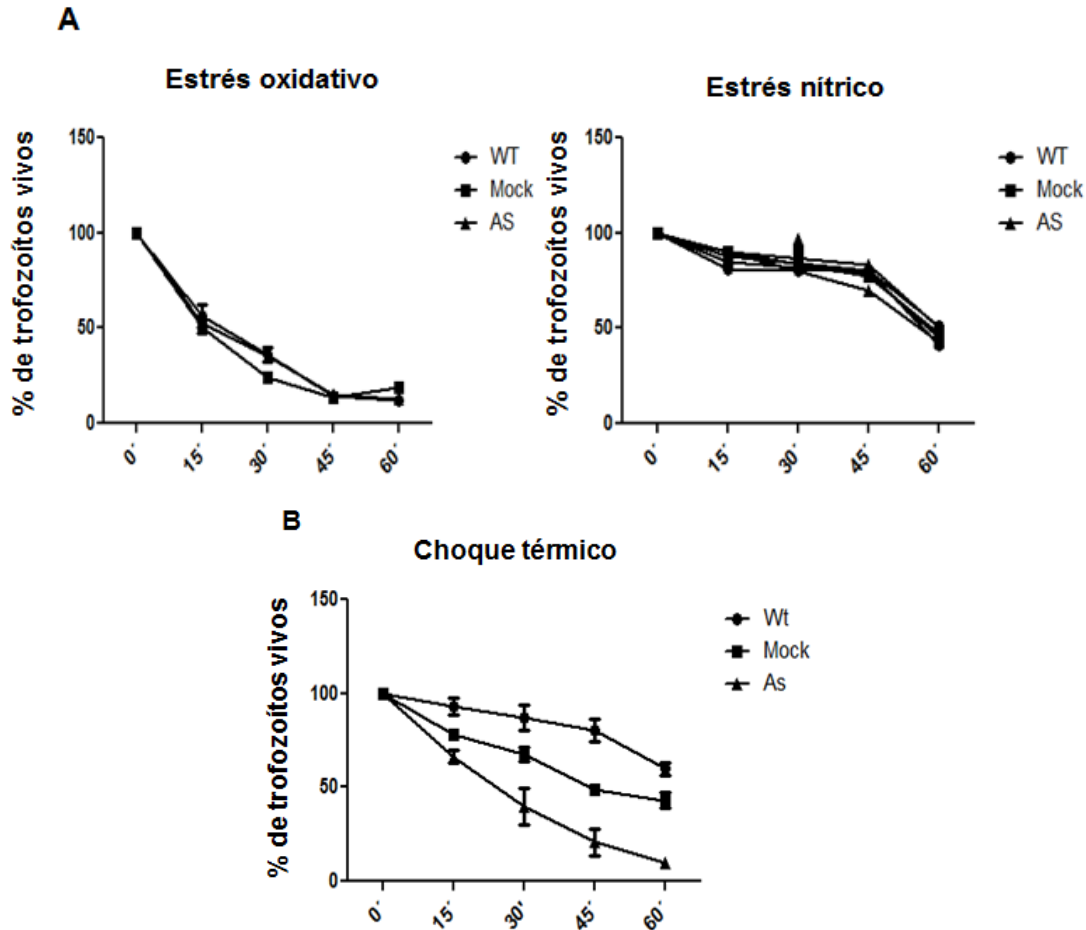 A
Estrés oxidativo
% de trofozoítos vivos
150
100
50
0
0´
15´
30´
45´
60´
WT
Mock
AS
Estrés nítrico
% de trofozoítos vivos
150
100
50
0
0´
15´
30´
45´
60´
WT
Mock
AS
B
Choque térmico
% de trofozoítos vivos
150
100
50
0
0´
15´
30'
45´
60´
Wt
Mock
As